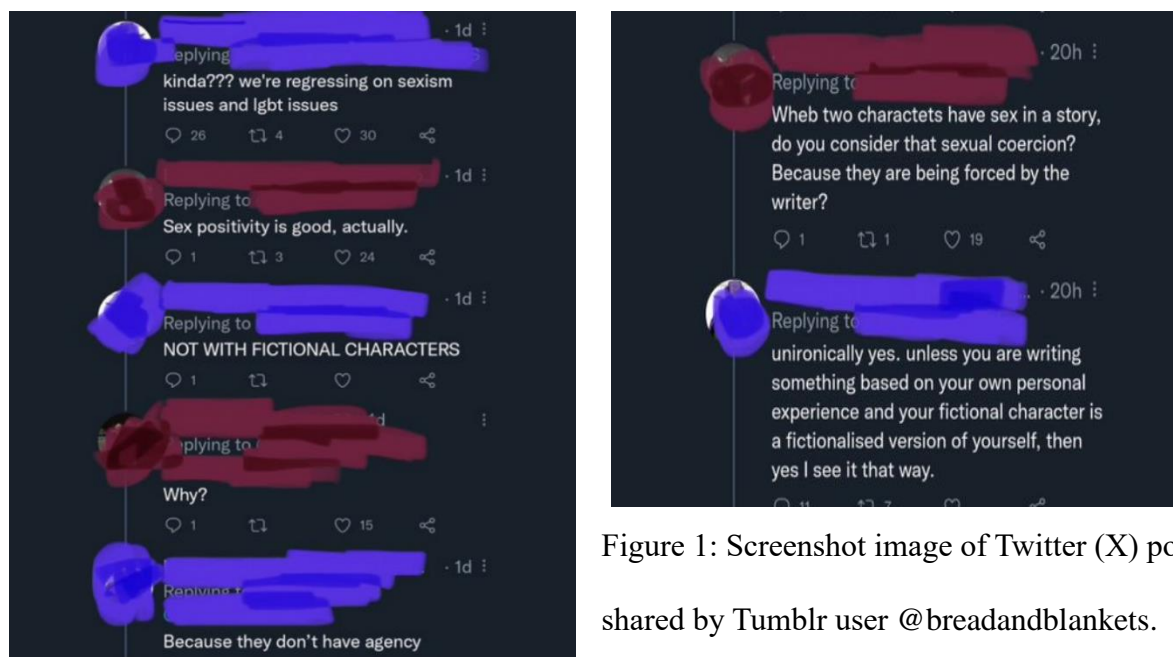 · 1d
eplying
kinda??? we're regressing on sexism
issues and lgbt issues
26 4 30
· 1d
Replying to
Sex positivity is good, actually.
1 3 24
· 1d
Replying to
NOT WITH FICTIONAL CHARACTERS
1
d
eplying to
Why?
1 15
· 1d
Replying t
Because they don't have agency
· 20h
Replying to
Wheb two charactets have sex in a story,
do you consider that sexual coercion?
Because they are being forced by the
writer?
1 1 19
· 20h
Replying to
unironically yes. unless you are writing
something based on your own personal
experience and your fictional character is
a fictionalised version of yourself, then
yes I see it that way.
11 7
Figure 1: Screenshot image of Twitter (X) po
shared by Tumblr user @breadandblankets.